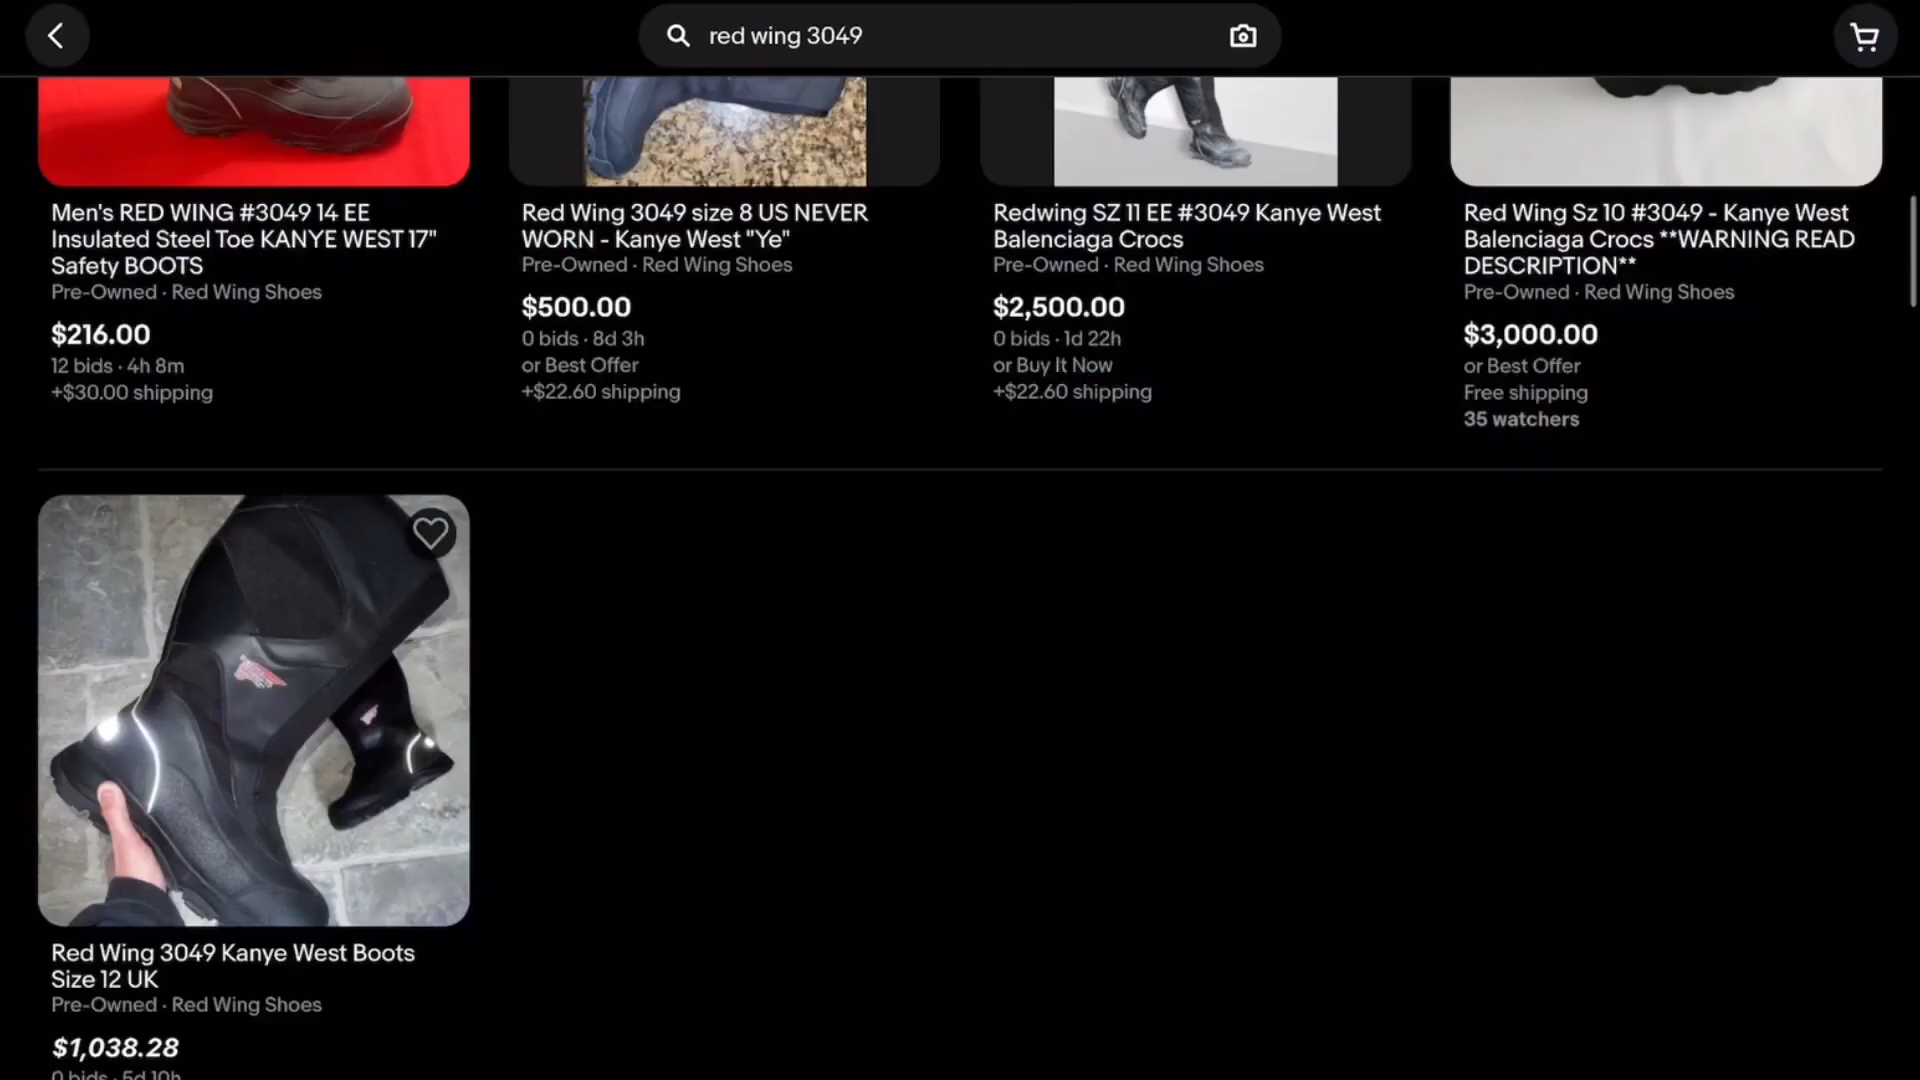 red wing 3049
Men's RED WING #3049 14 EE
Insulated Steel Toe KANYE WEST 17"
Safety BOOTS
Pre-Owned · Red Wing Shoes
$216.00
12 bids · 4h 8m
+$30.00 shipping
Red Wing 3049 size 8 US NEVER
WORN - Kanye West "Ye"
Pre-Owned · Red Wing Shoes
$500.00
0 bids · 8d 3h
or Best Offer
+$22.60 shipping
Redwing SZ 11 EE #3049 Kanye West
Balenciaga Crocs
Pre-Owned · Red Wing Shoes
$2,500.00
0 bids · 1d 22h
or Buy It Now
+$22.60 shipping
Red Wing Sz 10 #3049 - Kanye West
Balenciaga Crocs **WARNING READ
DESCRIPTION**
Pre-Owned · Red Wing Shoes
$3,000.00
or Best Offer
Free shipping
35 watchers
Red Wing 3049 Kanye West Boots
Size 12 UK
Pre-Owned · Red Wing Shoes
$1,038.28
0 bids · 5d 10h